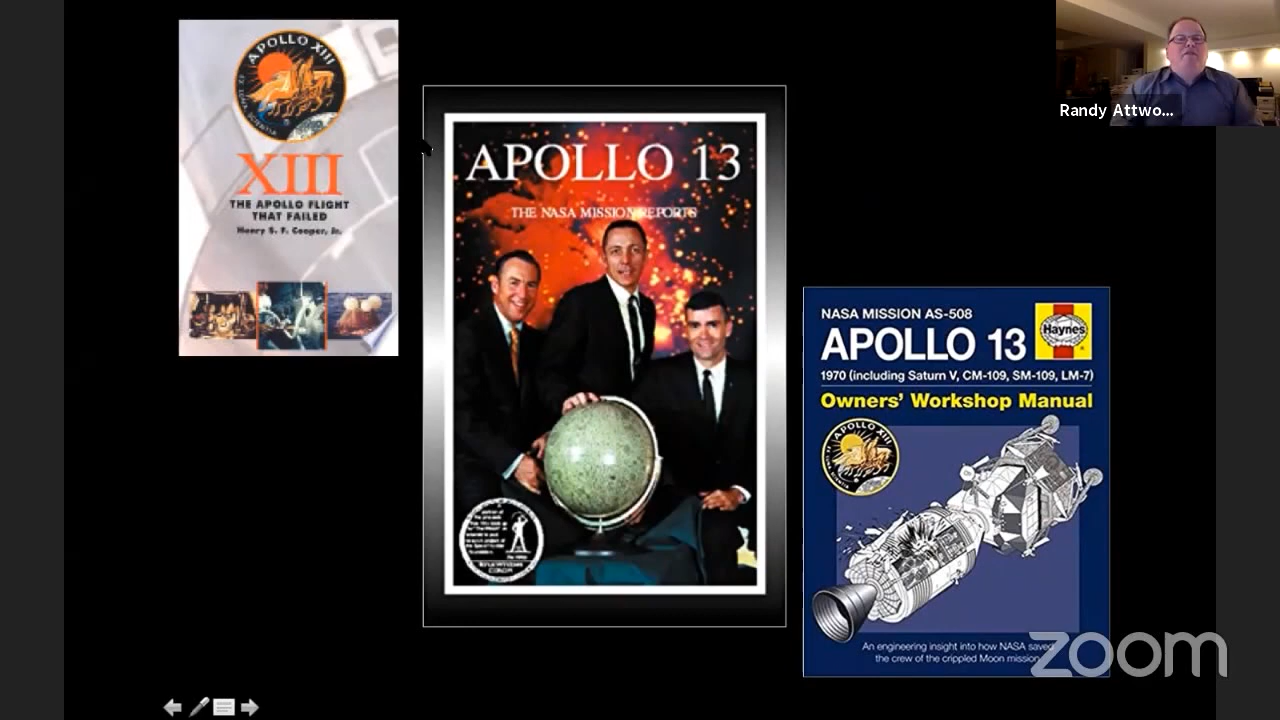 APOLLO XIII
XIII
THE APOLLO FLIGHT
THAT FAILED
Henry S. F. Cooper, Jr.
APOLLO 13
THE NASA MISSION REPORTS
NASA MISSION AS-508
APOLLO 13
Haynes
1970 (including Saturn V, CM-109, SM-109, LM-7)
Owners' Workshop Manual
APOLLO XIII
An engineering insight into how NASA saved
the crew of the crippled Moon mission
Randy Attwo...
zoom